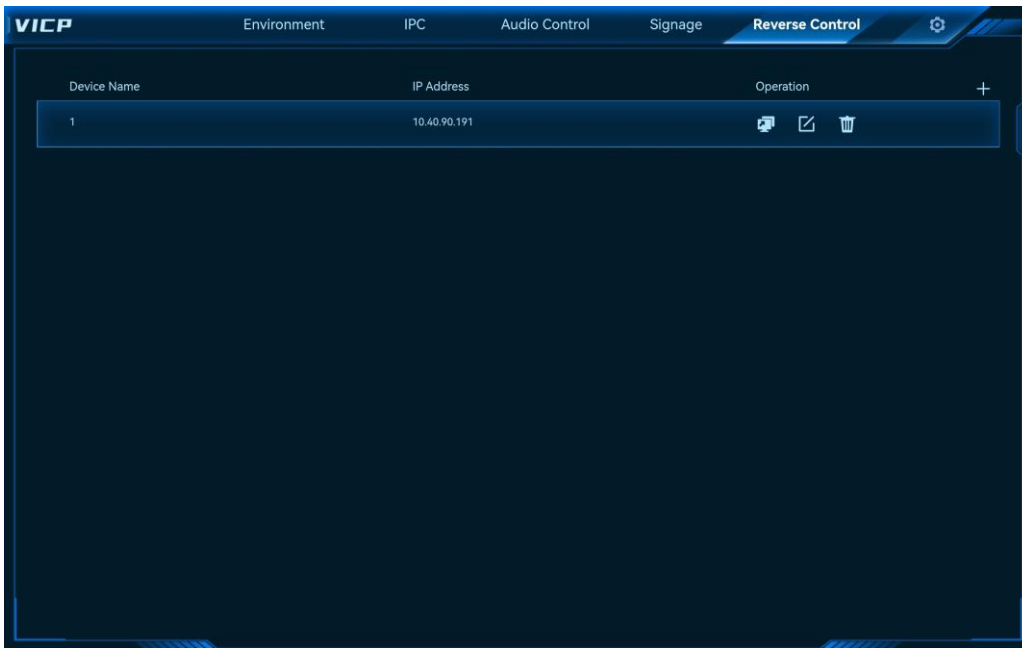 VICP Environment IPC Audio Control Signage Reverse Control
Device Name IP Address Operation
1 10.40.90.191